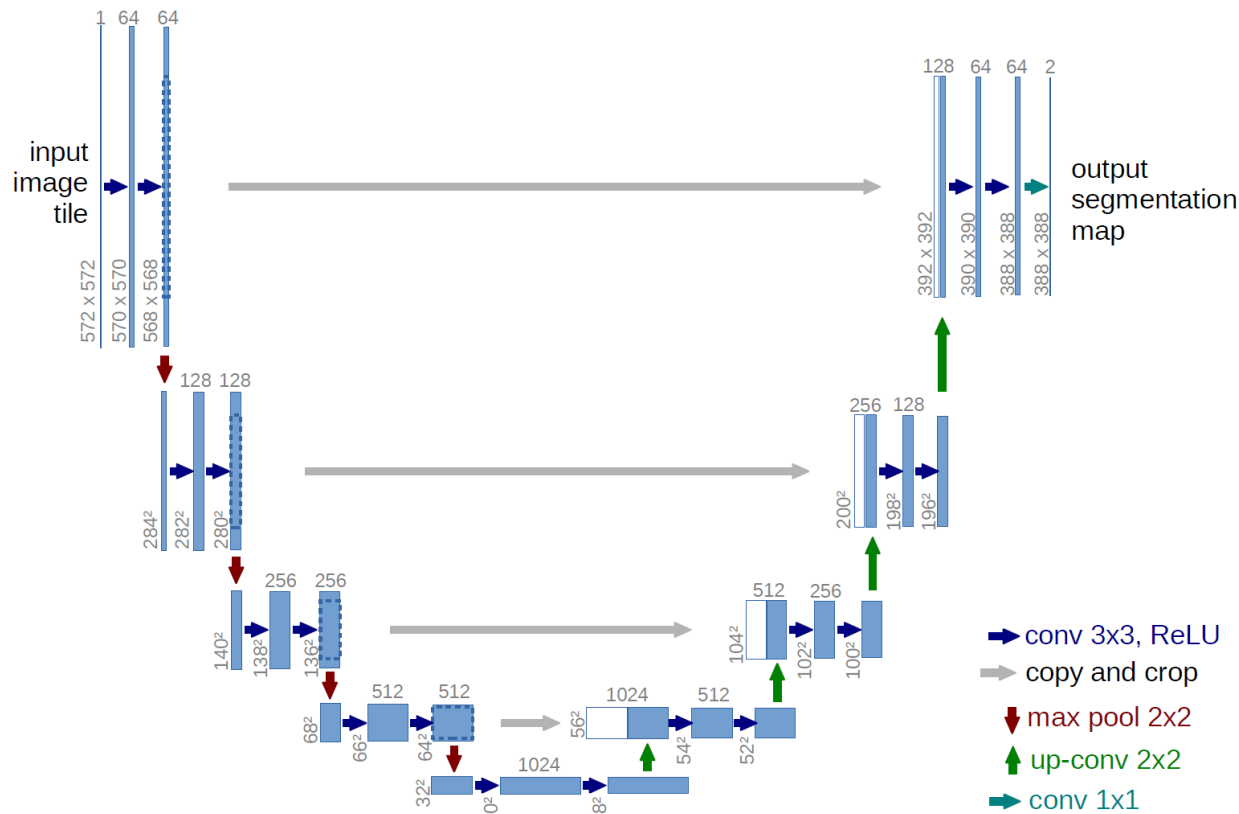 1 64 64
128 64 64 2
input
image
tile
output
segmentation
map
572 x 572
570 x 570
568 x 568
392 x 392
390 x 390
388 x 388
388 x 388
128 128
256 128
284²
282²
280²
200²
198²
196²
256 256
512 256
140²
138²
136²
104²
102²
100²
512 512
1024 512
68²
66²
64²
56²
54²
52²
1024
32²
0²
8²
conv 3x3, ReLU
copy and crop
max pool 2x2
up-conv 2x2
conv 1x1